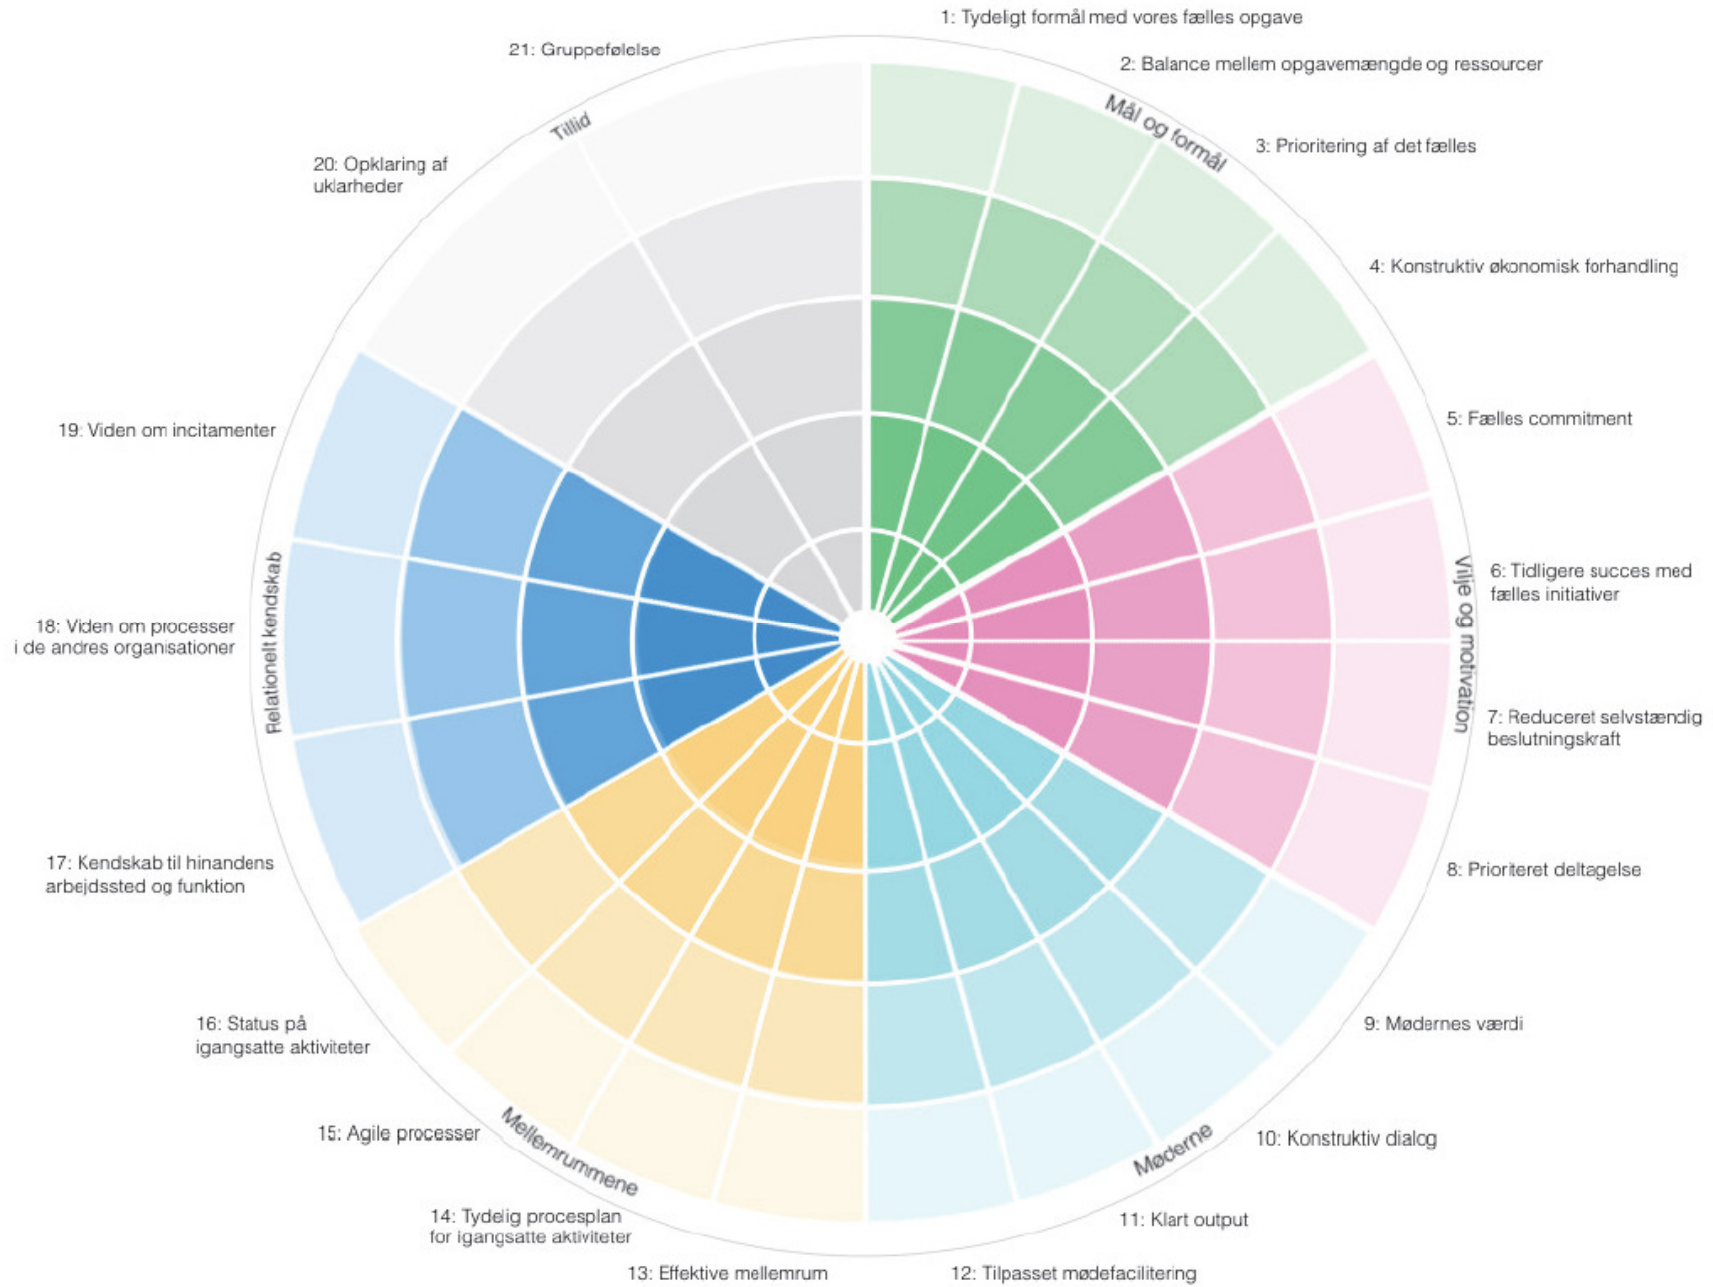 1: Tydeligt formål med vores fælles opgave
2: Balance mellem opgavemængde og ressourcer
3: Prioritering af det fælles
4: Konstruktiv økonomisk forhandling
Mål og formål
5: Fælles commitment
6: Tidligere succes med
fælles initiativer
7: Reduceret selvstændig
beslutningskraft
8: Prioriteret deltagelse
Vilje og motivation
9: Mødernes værdi
10: Konstruktiv dialog
11: Klart output
12: Tilpasset mødefacilitering
Møderne
13: Effektive mellemrum
14: Tydelig procesplan
for igangsatte aktiviteter
15: Agile processer
16: Status på
igangsatte aktiviteter
Mellemrummene
17: Kendskab til hinandens
arbejdssted og funktion
18: Viden om processer
i de andres organisationer
19: Viden om incitamenter
Relationelt kendskab
20: Opklaring af
uklarheder
21: Gruppefølelse
Tillid